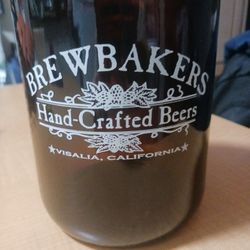 BREWBAKERS
Hand-Crafted Beers
★VISALIA, CALIFORNIA★